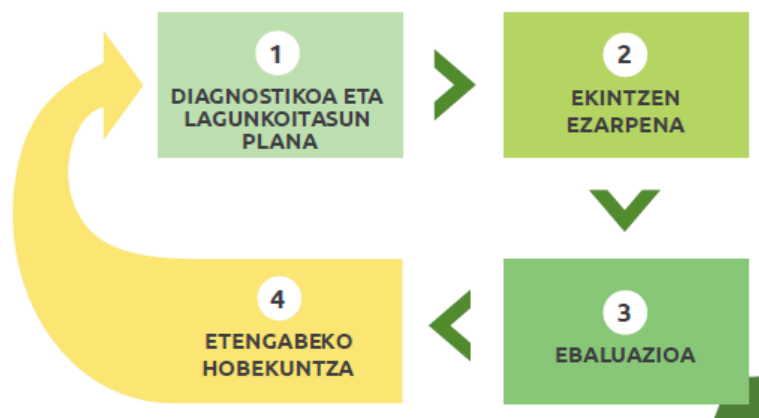 1
DIAGNOSTIKOA ETA
LAGUNKOITASUN
PLANA
2
EKINTZEN
EZARPENA
3
EBALUAZIOA
4
ETENGABEKO
HOBEKUNTZA